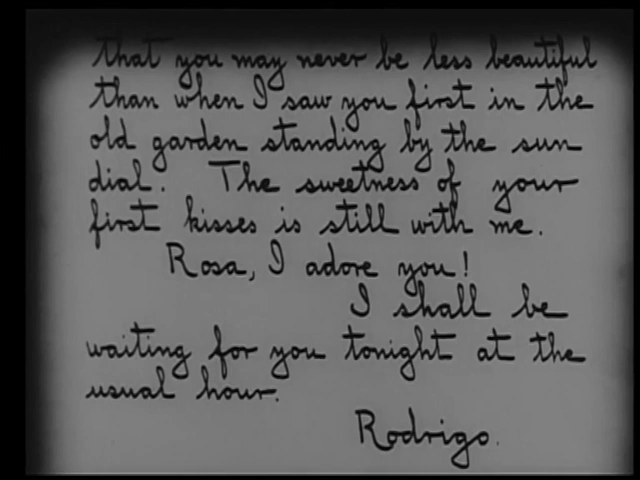 that you may never be less beautiful
than when I saw you first in the
old garden standing by the sun
dial. The sweetness of your
first kisses is still with me.
Rosa, I adore you!
I shall be
waiting for you tonight at the
usual hour.
Rodrigo.